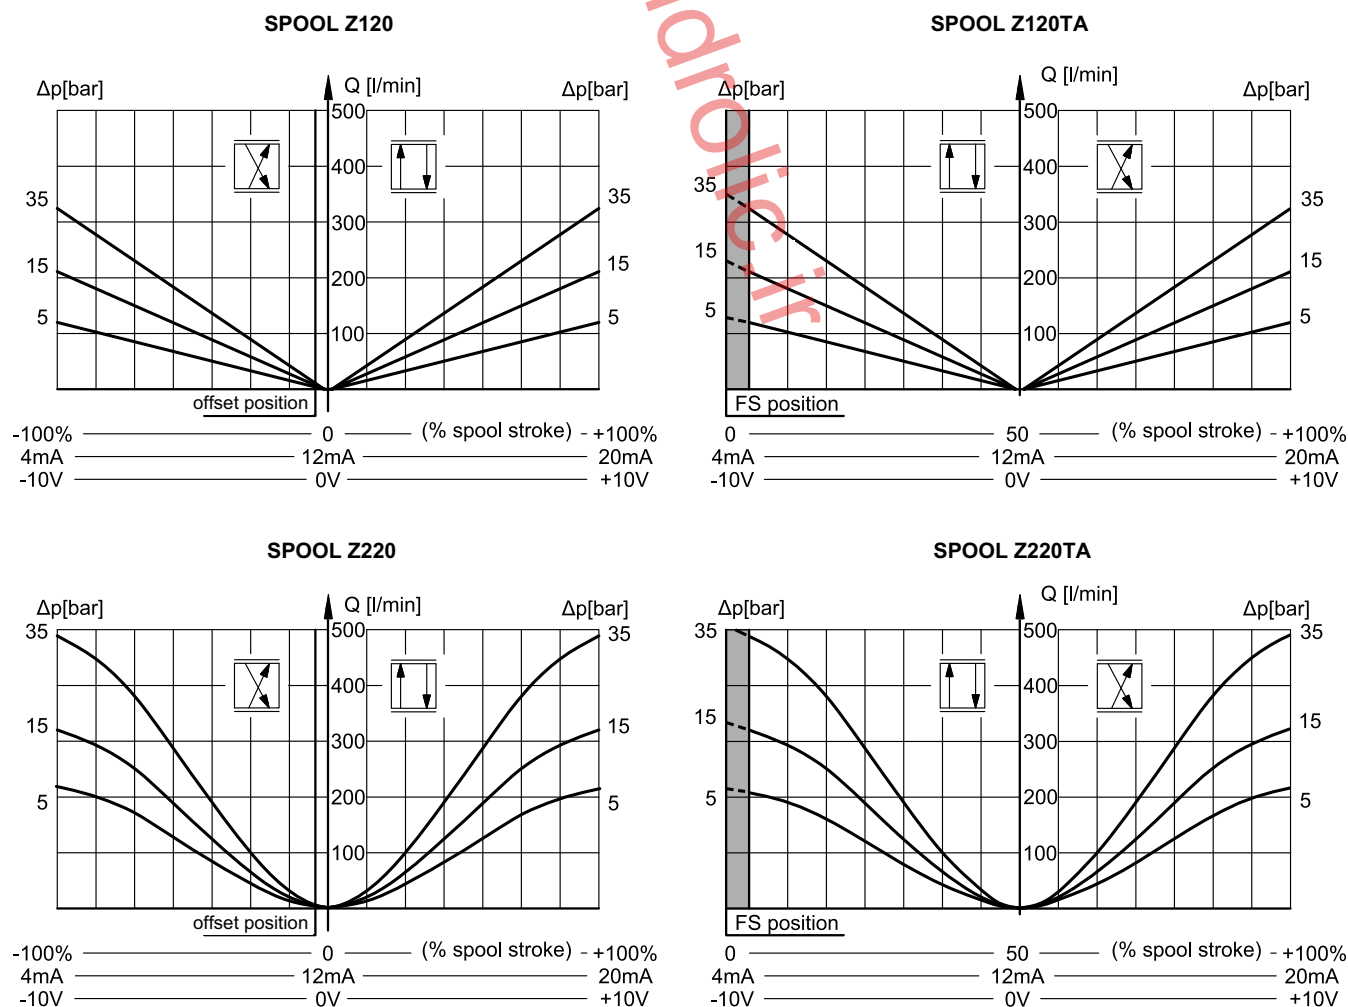 SPOOL Z120
Δp[bar]
Q [l/min]
Δp[bar]
500
400
300
200
100
35
15
5
35
15
5
offset position
-100% 0 (% spool stroke) +100%
4mA 12mA 20mA
-10V 0V +10V
SPOOL Z120TA
Δp[bar]
Q [l/min]
Δp[bar]
500
400
300
200
100
35
15
5
35
15
5
FS position
0 50 (% spool stroke) +100%
4mA 12mA 20mA
-10V 0V +10V
SPOOL Z220
Δp[bar]
Q [l/min]
Δp[bar]
500
400
300
200
100
35
15
5
35
15
5
offset position
-100% 0 (% spool stroke) +100%
4mA 12mA 20mA
-10V 0V +10V
SPOOL Z220TA
Δp[bar]
Q [l/min]
Δp[bar]
500
400
300
200
100
35
15
5
35
15
5
FS position
0 50 (% spool stroke) +100%
4mA 12mA 20mA
-10V 0V +10V
drolic.ir